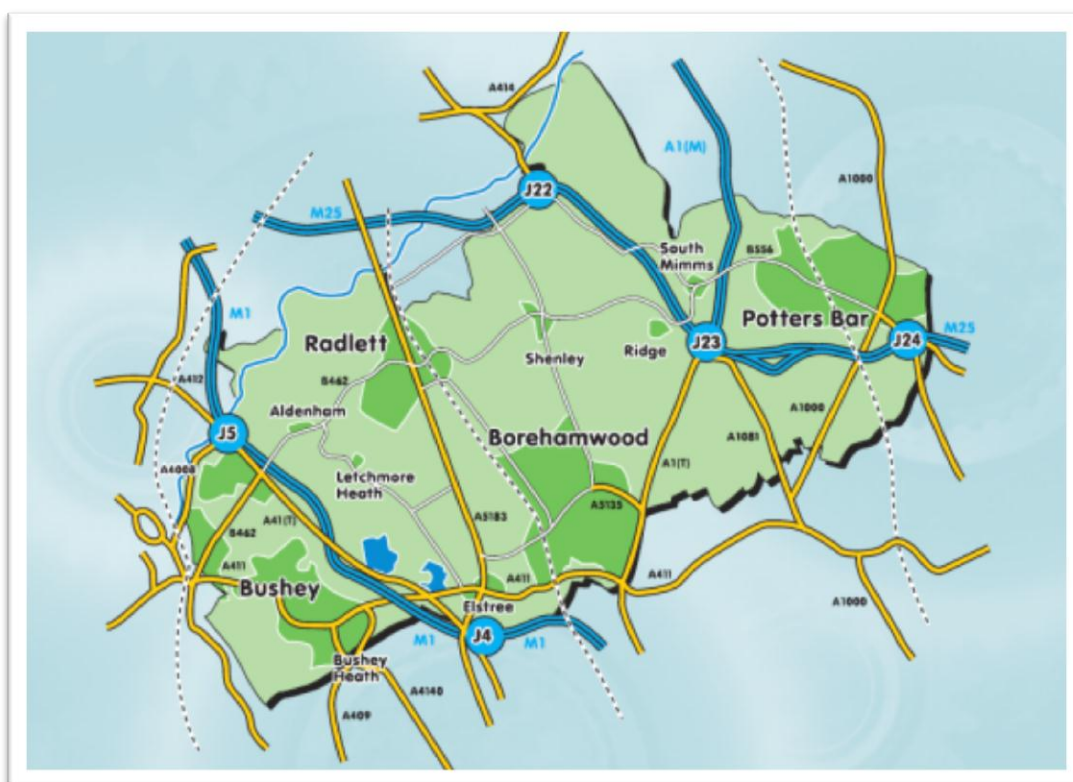 A414
A1(M)
A1000
J22
M25
South
Mimms
B556
M1
Radlett
Potters Bar
J23
J24
M25
Shenley
Ridge
A412
B462
Aldenham
A1000
J5
Borehamwood
A1081
A1(T)
A4008
Letchmore
Heath
A41(T)
A5183
A5135
B462
A411
Bushey
A411
A411
Elstree
A1000
J4
M1
M1
Bushey
Heath
A4140
A409